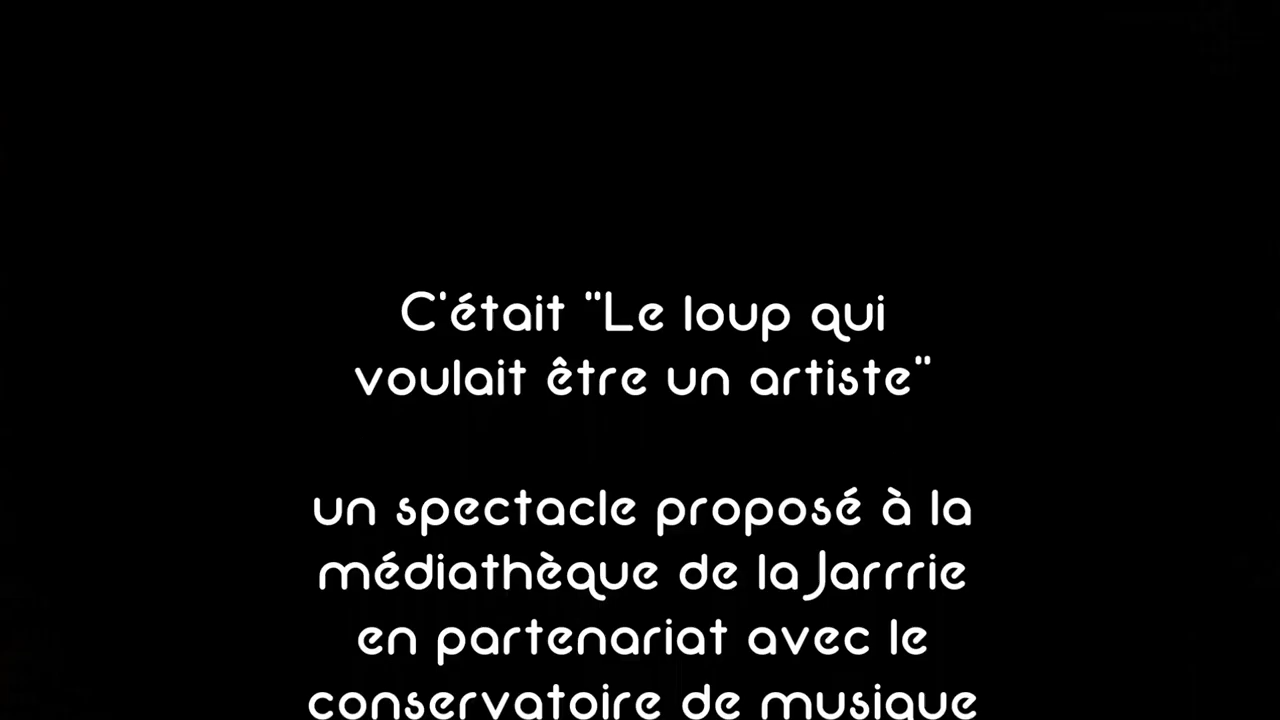 C'était "Le loup qui
voulait être un artiste"
un spectacle proposé à la
médiathèque de la Jarrrie
en partenariat avec le
conservatoire de musique